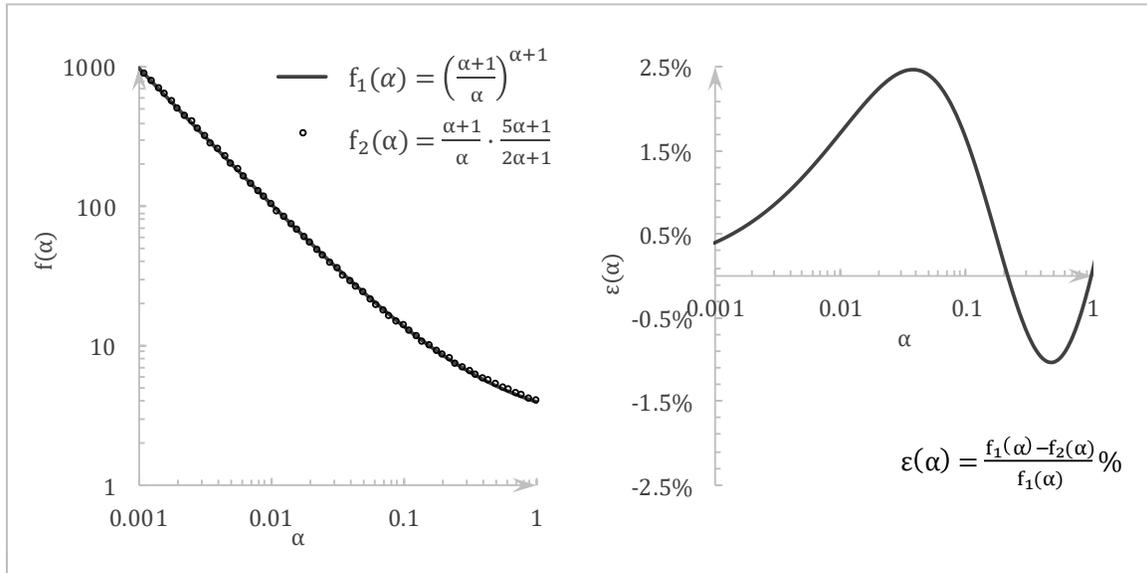 1000
100
10
1
f(α)
0.001
0.01
0.1
1
α
f₁(α) = (α+1/α)^α+1
f₂(α) = α+1/α · 5α+1/2α+1
2.5%
1.5%
0.5%
-0.5%
-1.5%
-2.5%
ε(α)
0.001
0.01
0.1
1
α
ε(α) = f₁(α)−f₂(α)/f₁(α) %